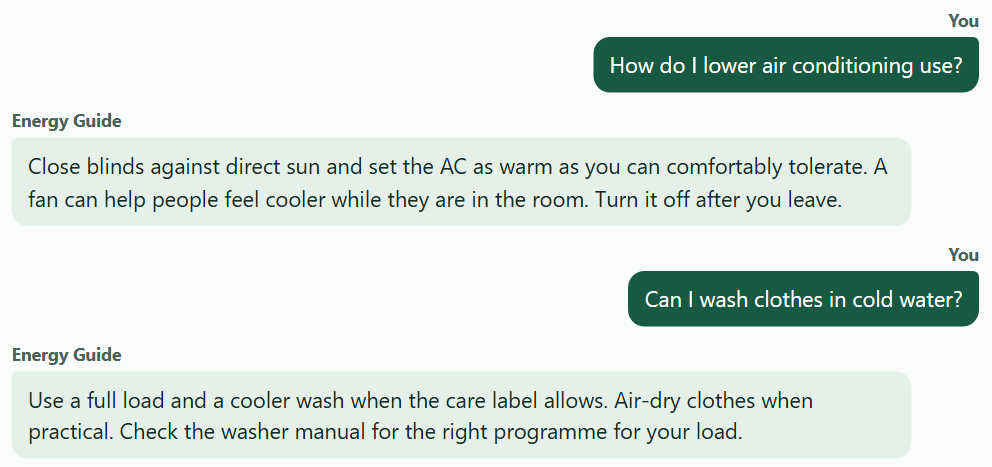 You
How do I lower air conditioning use?
Energy Guide
Close blinds against direct sun and set the AC as warm as you can comfortably tolerate. A
fan can help people feel cooler while they are in the room. Turn it off after you leave.
You
Can I wash clothes in cold water?
Energy Guide
Use a full load and a cooler wash when the care label allows. Air-dry clothes when
practical. Check the washer manual for the right programme for your load.